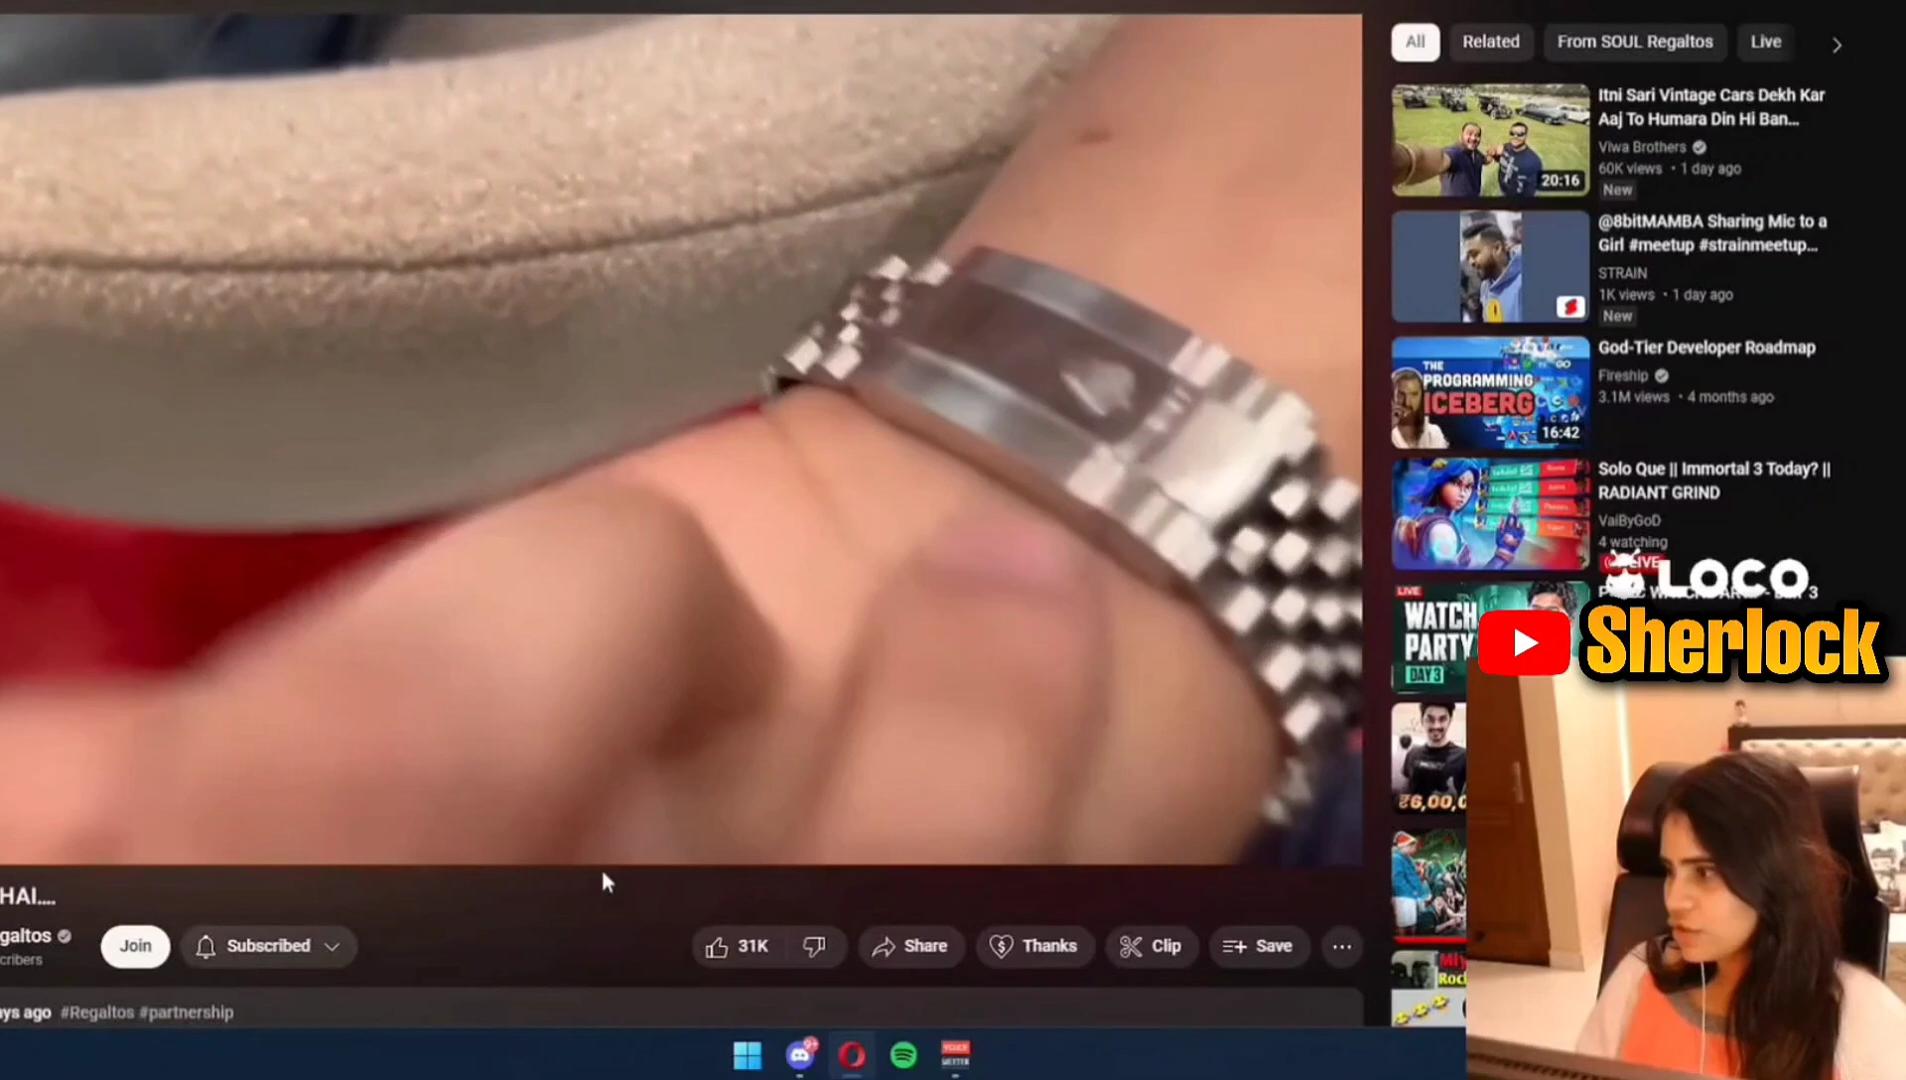 All
Related
From SOUL Regaltos
Live
Itni Sari Vintage Cars Dekh Kar
Aaj To Humara Din Hi Ban...
Viwa Brothers
60K views • 1 day ago
New
20:16
@8bitMAMBA Sharing Mic to a
Girl #meetup #strainmeetup...
STRAIN
1K views • 1 day ago
New
God-Tier Developer Roadmap
Fireship
3.1M views • 4 months ago
THE
PROGRAMMING
ICEBERG
16:42
Solo Que || Immortal 3 Today? ||
RADIANT GRIND
VaiByGoD
4 watching
LIVE
LOCO
Sherlock
LIVE
WATCH
PARTY
DAY 3
HAI....
galtos
cribers
Join
Subscribed
31K
Share
Thanks
Clip
Save
ys ago #Regaltos #partnership